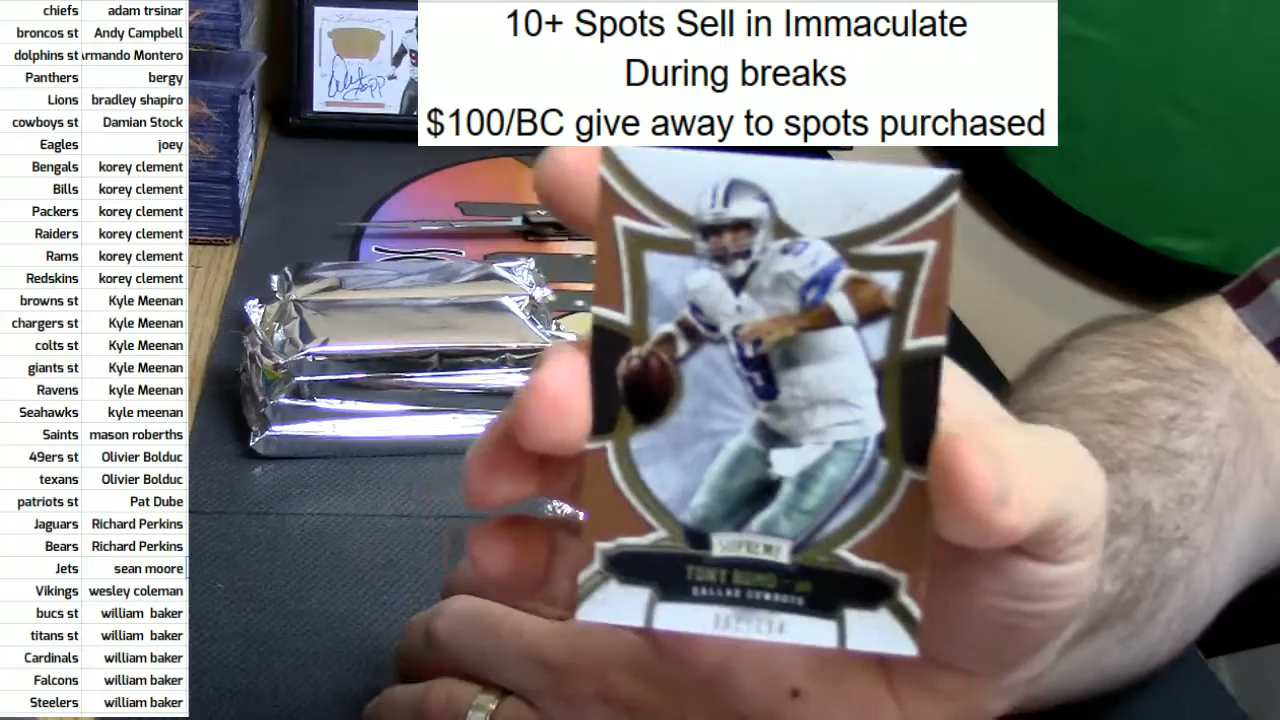 10+ Spots Sell in Immaculate
During breaks
$100/BC give away to spots purchased
chiefs adam trsinar
broncos st Andy Campbell
dolphins st rmando Montero
Panthers bergy
Lions bradley shapiro
cowboys st Damian Stock
Eagles joey
Bengals korey clement
Bills korey clement
Packers korey clement
Raiders korey clement
Rams korey clement
Redskins korey clement
browns st Kyle Meenan
chargers st Kyle Meenan
colts st Kyle Meenan
giants st Kyle Meenan
Ravens kyle Meenan
Seahawks kyle meenan
Saints mason roberths
49ers st Olivier Bolduc
texans Olivier Bolduc
patriots st Pat Dube
Jaguars Richard Perkins
Bears Richard Perkins
Jets sean moore
Vikings wesley coleman
bucs st william baker
titans st william baker
Cardinals william baker
Falcons william baker
Steelers william baker
9
SUPREME
TONY ROMO - QB
DALLAS COWBOYS